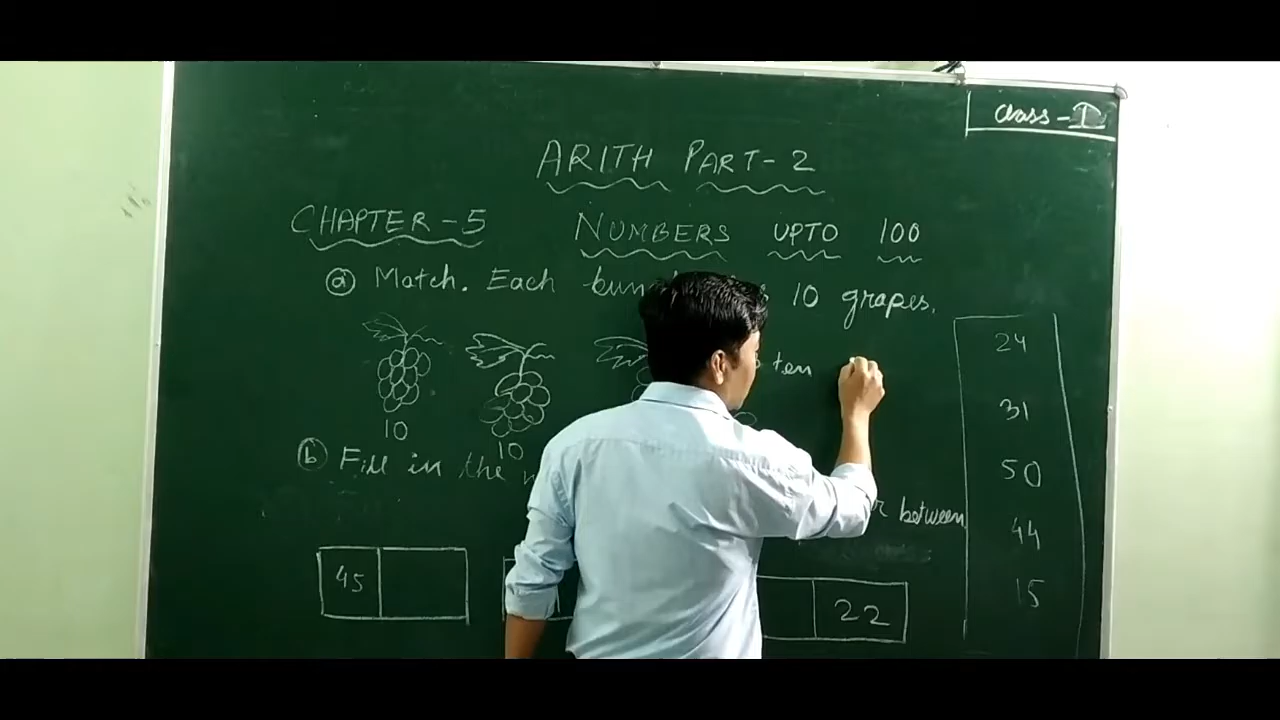 Class - I
ARITH PART - 2
CHAPTER - 5 NUMBERS UPTO 100
(a) Match. Each 10 grapes.
24
ten
31
10 10
(b) Fill in the
50
between
44
45 22
15